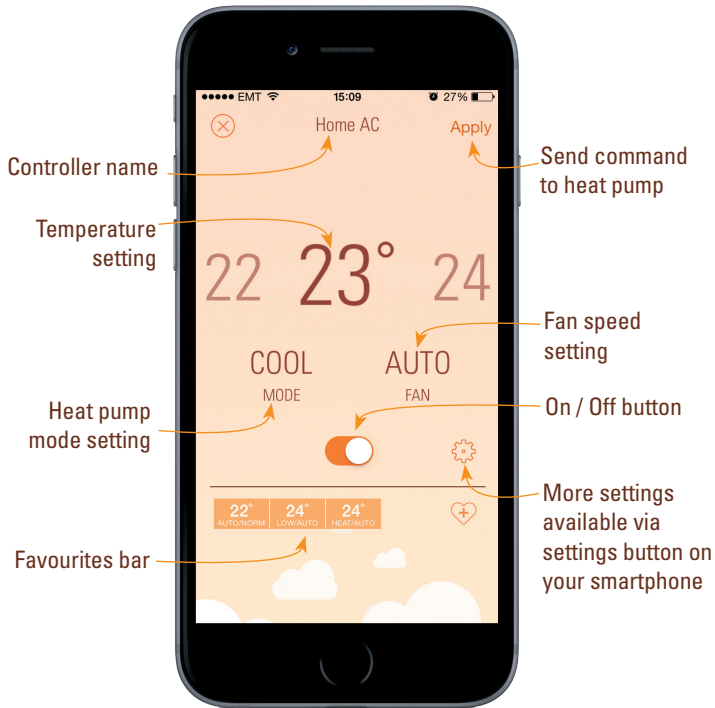 ●●●●● EMT 15:09 27%
Home AC
Apply
Controller name
Send command
to heat pump
Temperature
setting
22 23° 24
Fan speed
setting
COOL AUTO
MODE FAN
Heat pump
mode setting
On / Off button
22° 24° 24°
AUTO/NORM LOW/AUTO HEAT/AUTO
More settings
available via
settings button on
your smartphone
Favourites bar